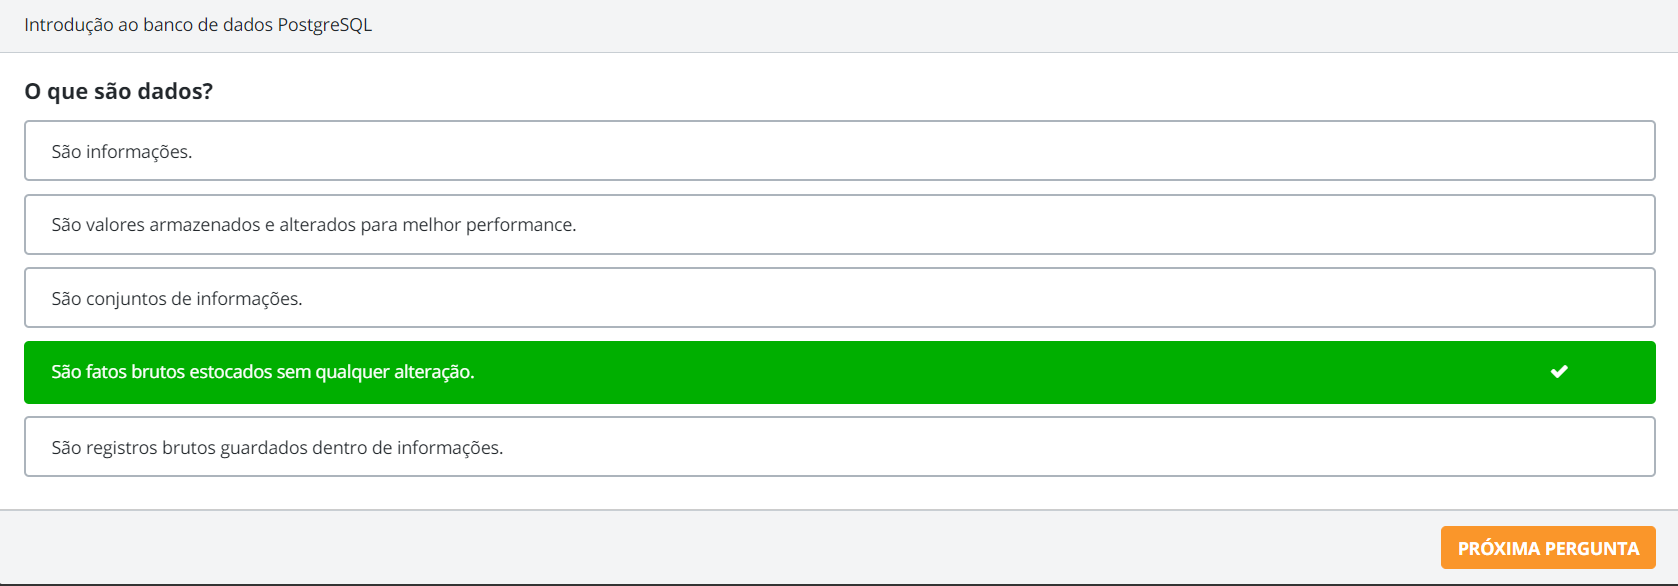 Introdução ao banco de dados PostgreSQL
O que são dados?
São informações.
São valores armazenados e alterados para melhor performance.
São conjuntos de informações.
São fatos brutos estocados sem qualquer alteração.
São registros brutos guardados dentro de informações.
PRÓXIMA PERGUNTA